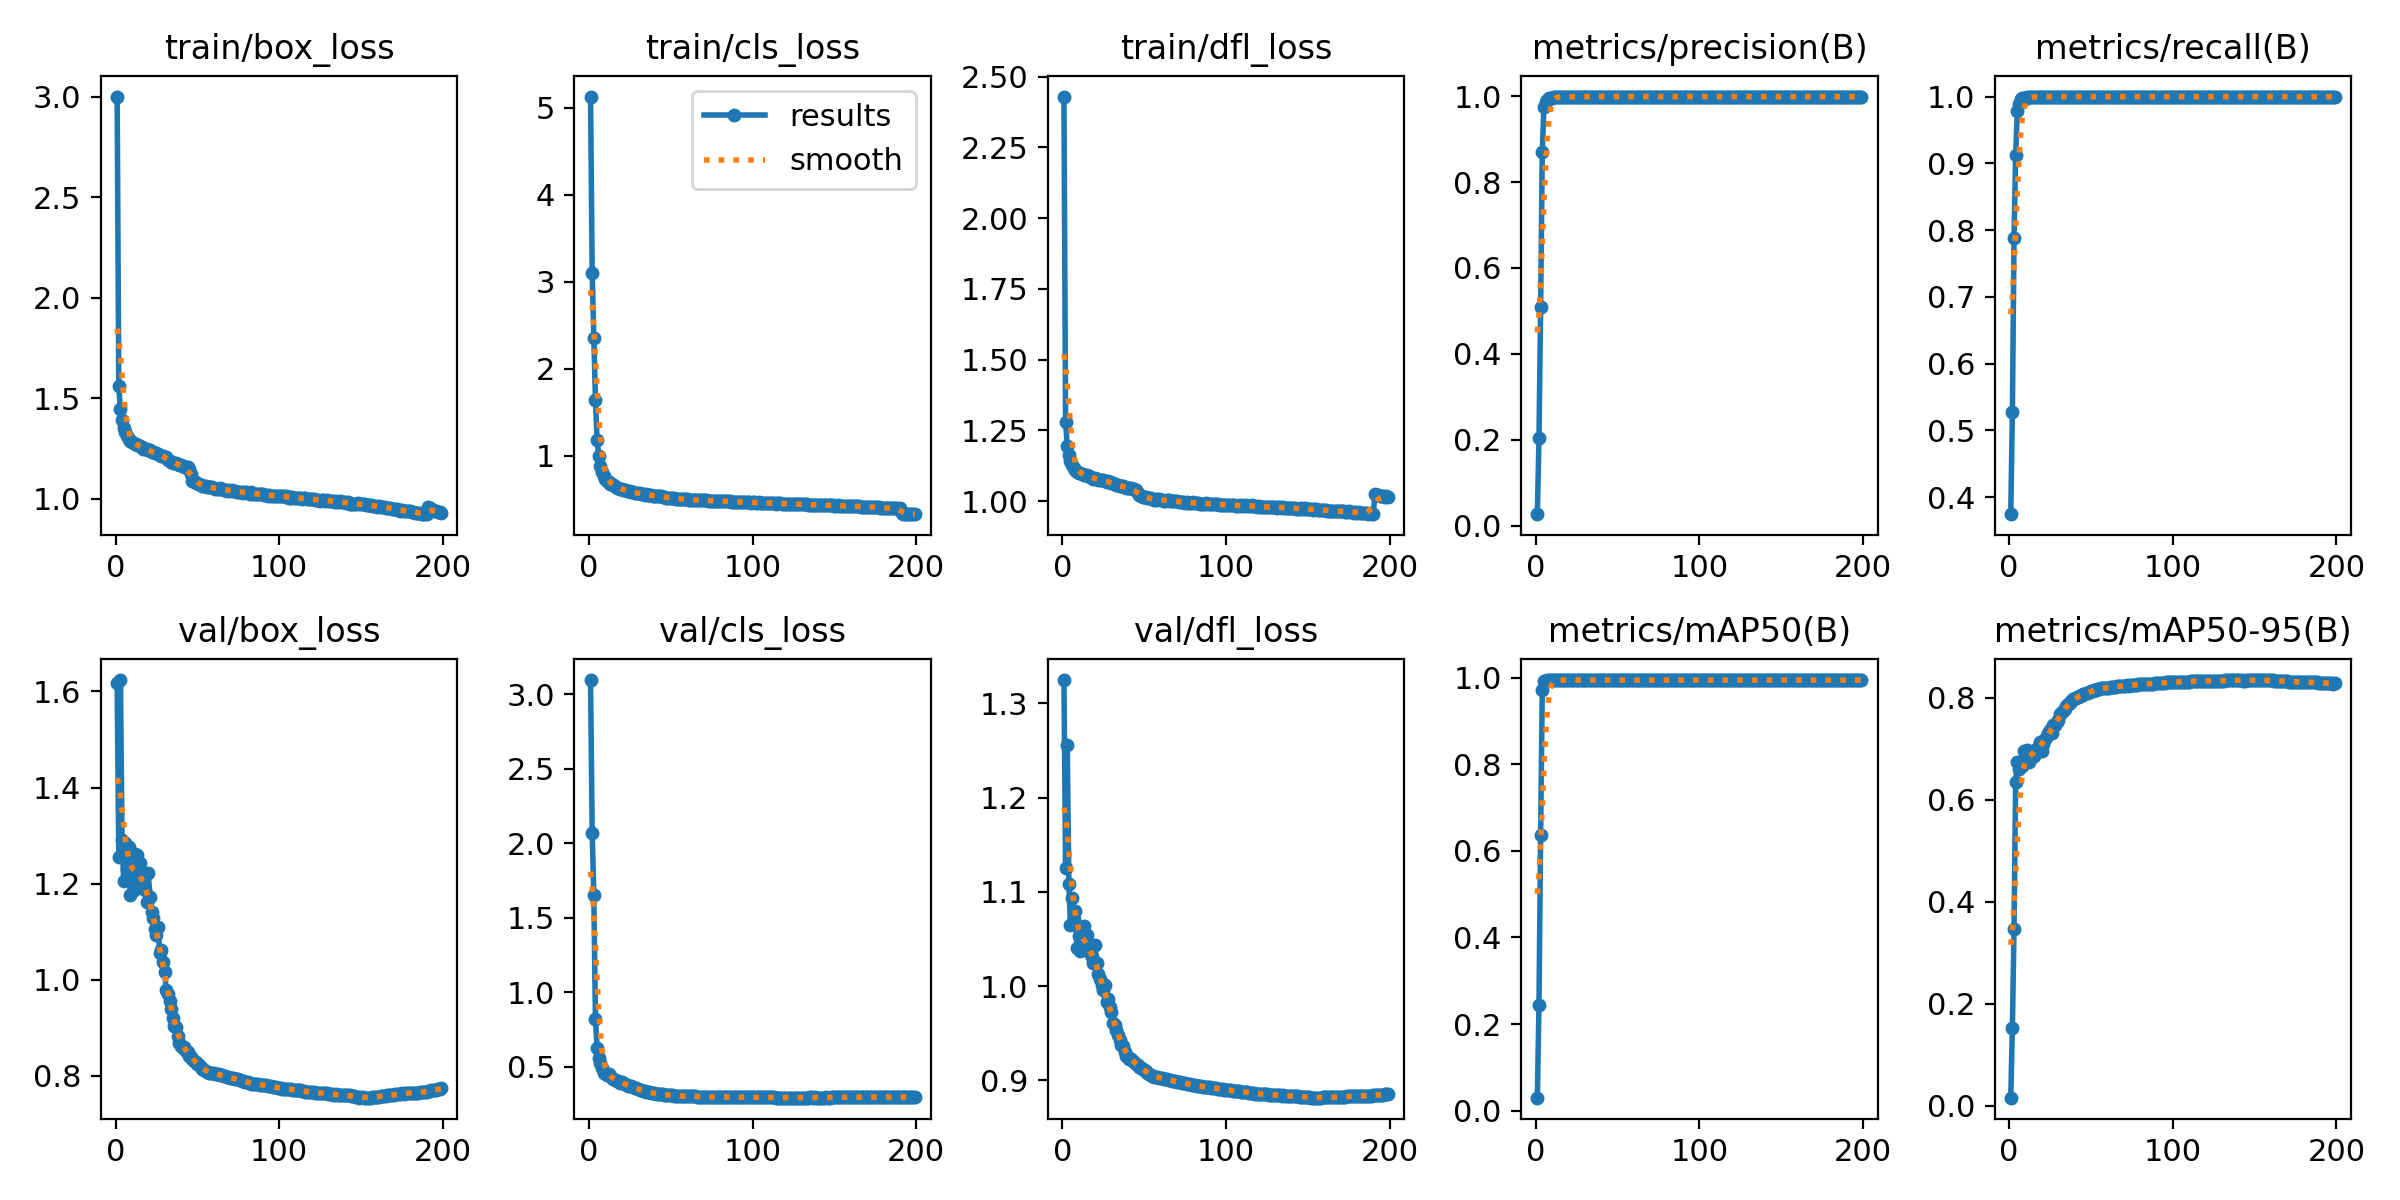 train/box_loss
3.0
2.5
2.0
1.5
1.0
0 100 200
train/cls_loss
results
smooth
5
4
3
2
1
0 100 200
train/dfl_loss
2.50
2.25
2.00
1.75
1.50
1.25
1.00
0 100 200
metrics/precision(B)
1.0
0.8
0.6
0.4
0.2
0.0
0 100 200
metrics/recall(B)
1.0
0.9
0.8
0.7
0.6
0.5
0.4
0 100 200
val/box_loss
1.6
1.4
1.2
1.0
0.8
0 100 200
val/cls_loss
3.0
2.5
2.0
1.5
1.0
0.5
0 100 200
val/dfl_loss
1.3
1.2
1.1
1.0
0.9
0 100 200
metrics/mAP50(B)
1.0
0.8
0.6
0.4
0.2
0.0
0 100 200
metrics/mAP50-95(B)
0.8
0.6
0.4
0.2
0.0
0 100 200